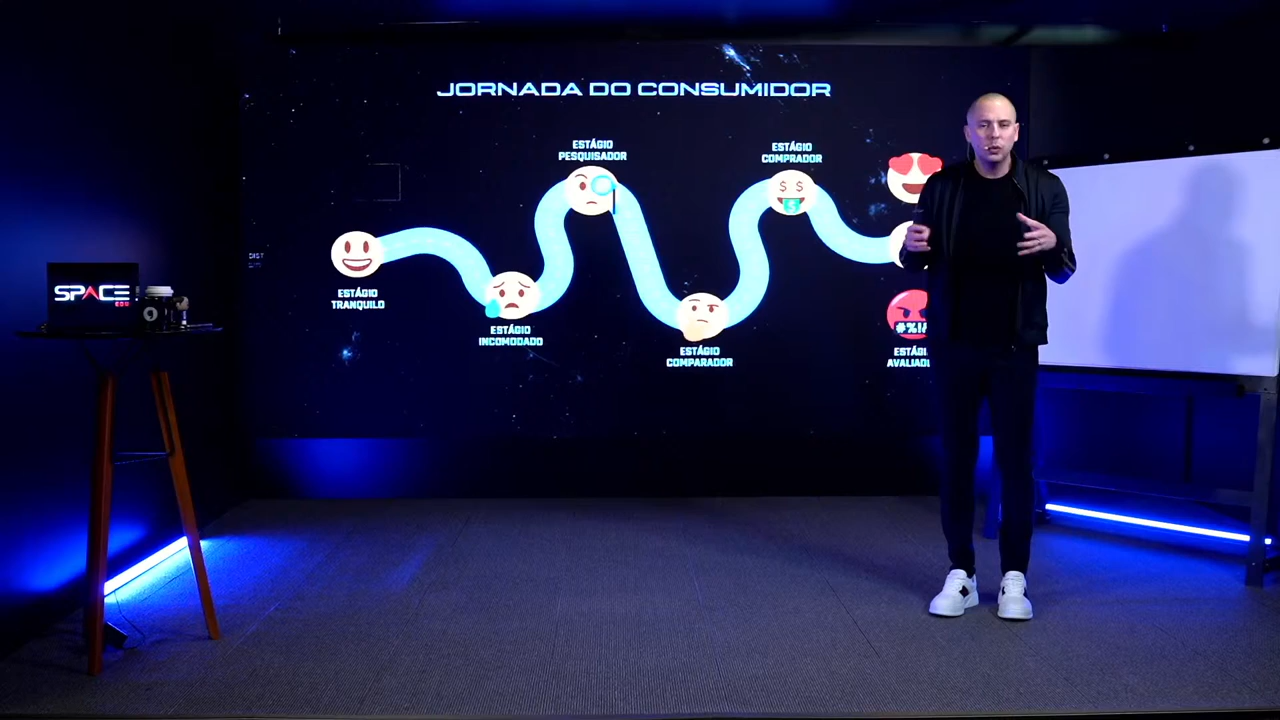 JORNADA DO CONSUMIDOR
ESTÁGIO
PESQUISADOR
ESTÁGIO
COMPRADOR
ESTÁGIO
TRANQUILO
ESTÁGIO
INCOMODADO
ESTÁGIO
COMPARADOR
#%!
SPACE